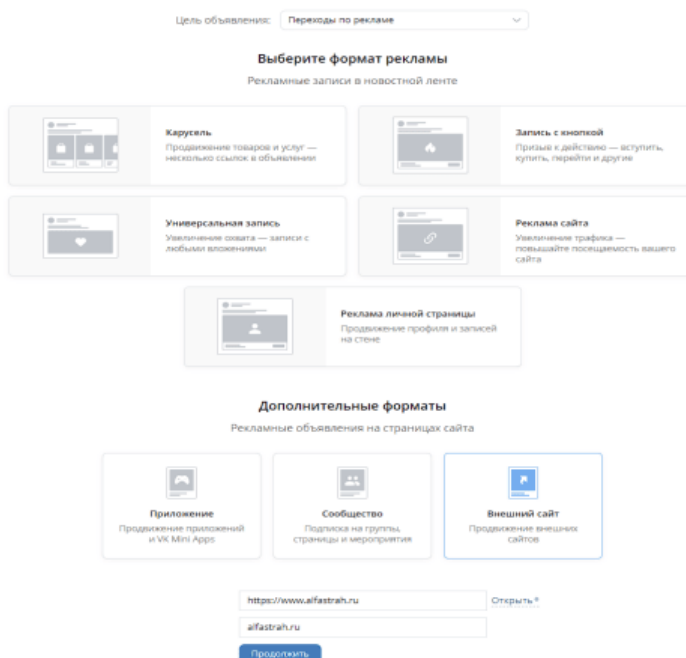 Цель объявления: Переходы по рекламе
Выберите формат рекламы
Рекламные записи в новостной ленте
Карусель
Продвижение товаров и услуг —
несколько ссылок в объявлении
Запись с кнопкой
Призыв к действию — вступить,
купить, перейти и другие
Универсальная запись
Увеличение охвата — записи с
любыми вложениями
Реклама сайта
Увеличение трафика —
повышайте посещаемость вашего
сайта
Реклама личной страницы
Продвижение профиля и записей
на стене
Дополнительные форматы
Рекламные объявления на страницах сайта
Приложение
Продвижение приложений
и VK Mini Apps
Сообщество
Подписка на группы,
страницы и мероприятия
Внешний сайт
Продвижение внешних
сайтов
https://www.alfastrah.ru Открыть
alfastrah.ru
Продолжить